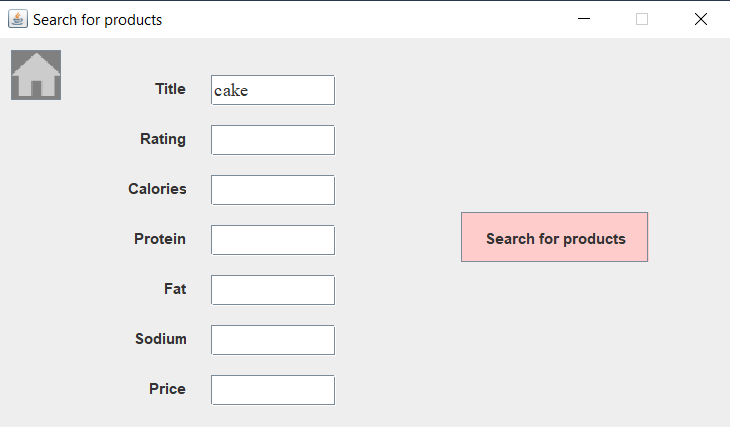 Search for products
Title cake
Rating
Calories
Protein
Search for products
Fat
Sodium
Price